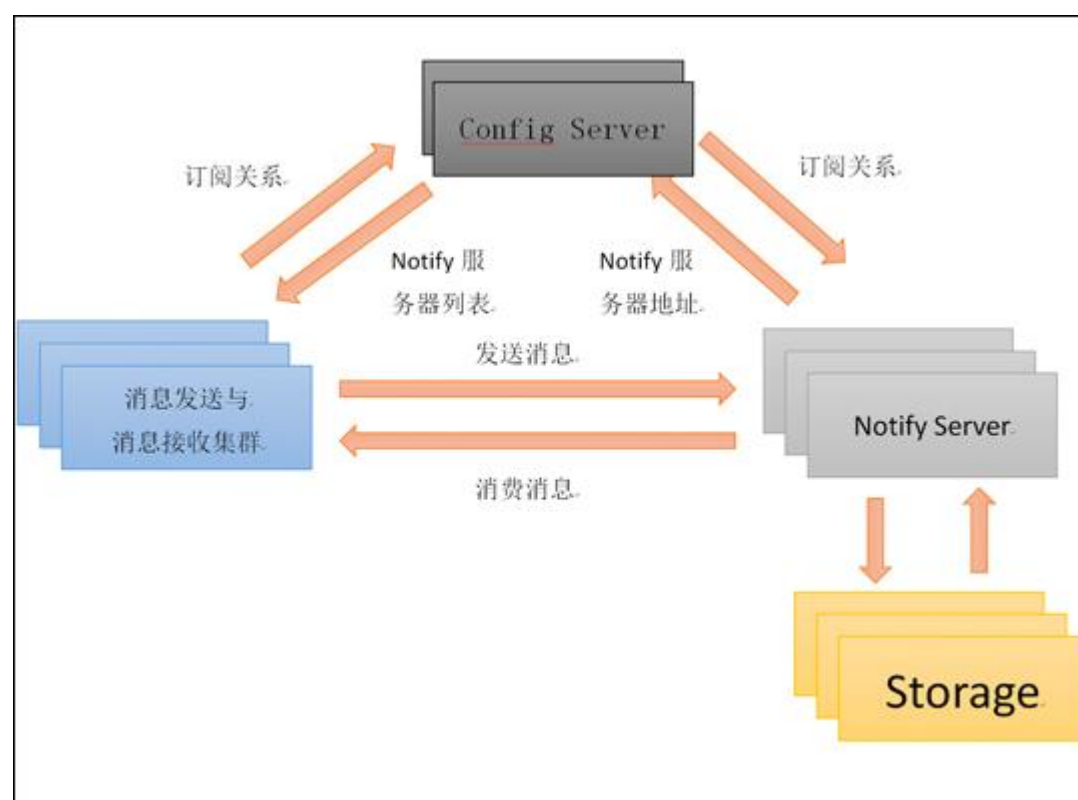 Config Server
订阅关系
订阅关系
Notify 服
务器列表
Notify 服
务器地址
发送消息
消息发送与
消息接收集群
Notify Server
消费消息
Storage